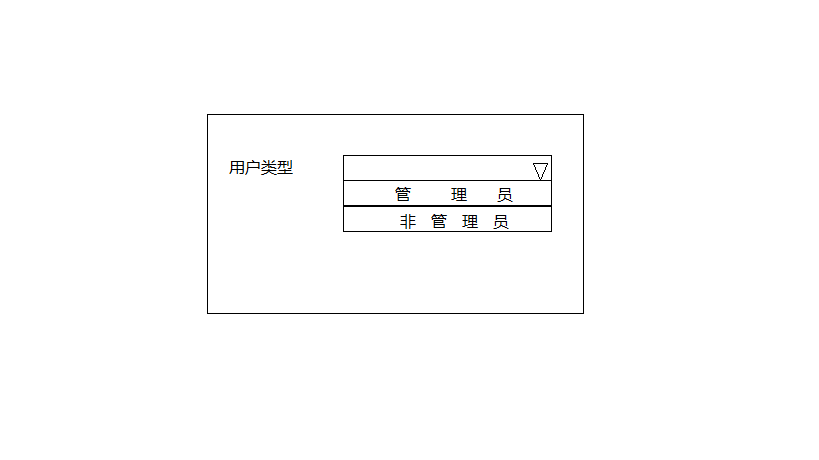 用户类型
管 理 员
非 管 理 员